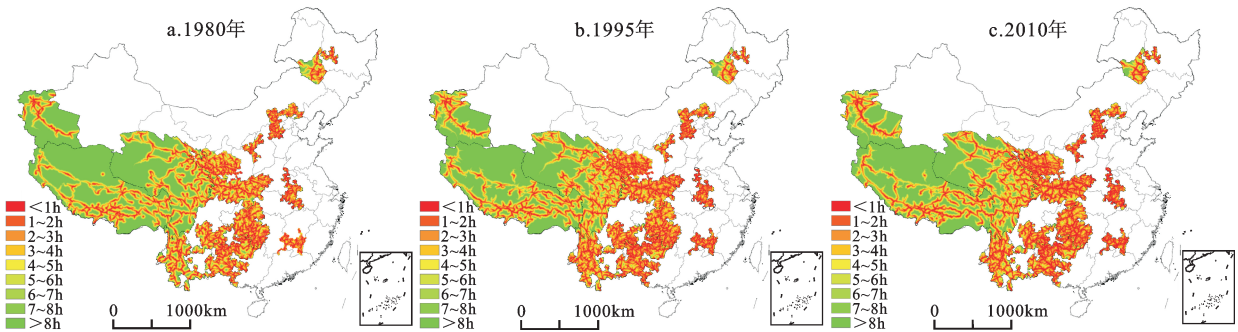 a.1980年
<1h
1~2h
2~3h
3~4h
4~5h
5~6h
6~7h
7~8h
>8h
0 1000km
b.1995年
<1h
1~2h
2~3h
3~4h
4~5h
5~6h
6~7h
7~8h
>8h
0 1000km
c.2010年
<1h
1~2h
2~3h
3~4h
4~5h
5~6h
6~7h
7~8h
>8h
0 1000km